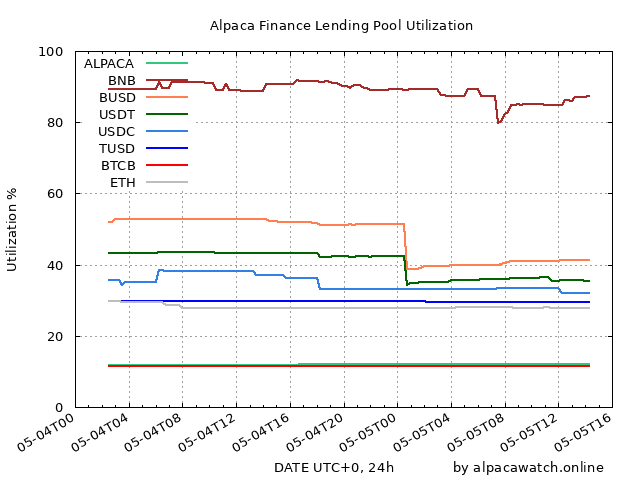 Alpaca Finance Lending Pool Utilization
100
80
60
40
20
0
Utilization %
ALPACA
BNB
BUSD
USDT
USDC
TUSD
BTCB
ETH
05-04T00
05-04T04
05-04T08
05-04T12
05-04T16
05-04T20
05-05T00
05-05T04
05-05T08
05-05T12
05-05T16
DATE UTC+0, 24h
by alpacawatch.online